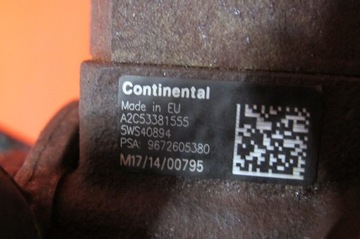 Continental
Made in EU
A2C53381555
5WS40894
PSA: 9672605380
M17/14/00795